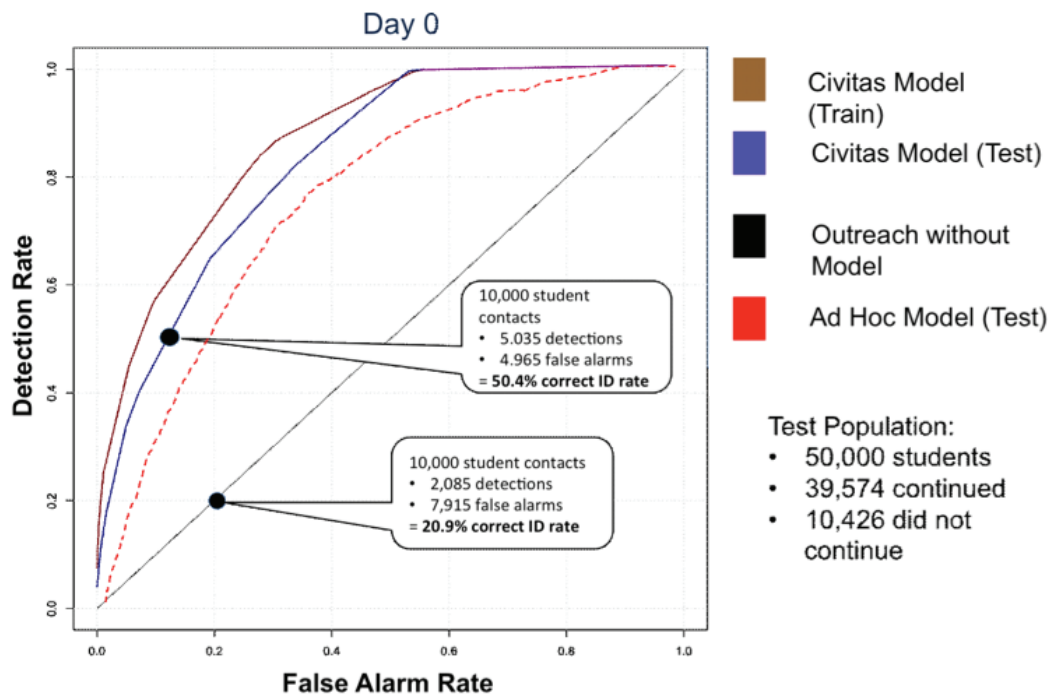 Day 0
Detection Rate
1.0
0.8
0.6
0.4
0.2
0.0
0.0
0.2
0.4
0.6
0.8
1.0
False Alarm Rate
10,000 student
contacts
• 5.035 detections
• 4.965 false alarms
= 50.4% correct ID rate
10,000 student contacts
• 2,085 detections
• 7,915 false alarms
= 20.9% correct ID rate
Civitas Model
(Train)
Civitas Model (Test)
Outreach without
Model
Ad Hoc Model (Test)
Test Population:
• 50,000 students
• 39,574 continued
• 10,426 did not
continue